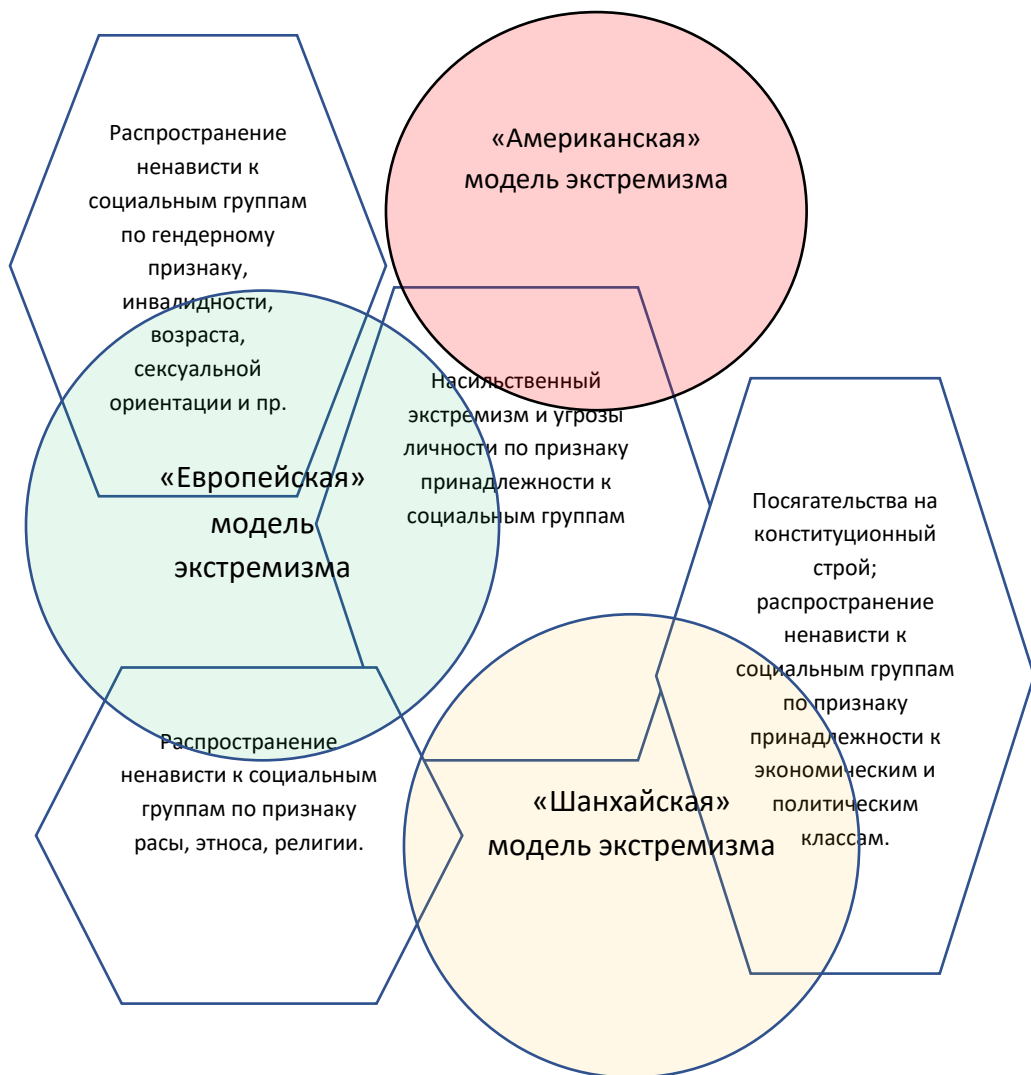 Распространение
ненависти к
социальным группам
по гендерному
признаку,
инвалидности,
возраста,
сексуальной
ориентации и пр.
«Американская»
модель экстремизма
Насильственный
экстремизм и угрозы
личности по признаку
принадлежности к
социальным группам
«Европейская»
модель
экстремизма
Посягательства на
конституционный
строй;
распространение
ненависти к
социальным группам
по признаку
принадлежности к
экономическим и
политическим
классам.
Распространение
ненависти к социальным
группам по признаку
расы, этноса, религии.
«Шанхайская»
модель экстремизма